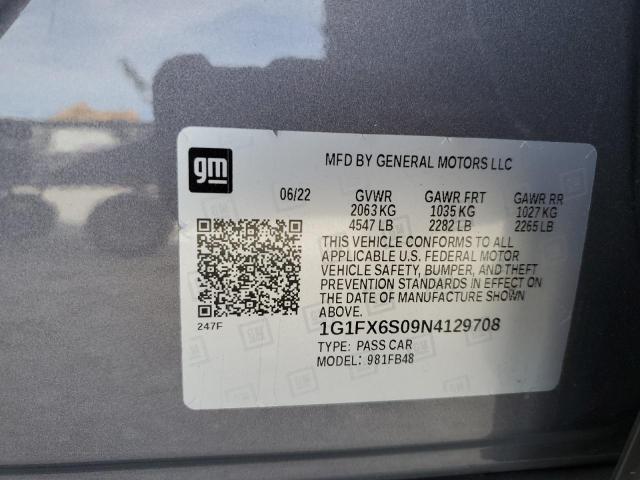 gm
MFD BY GENERAL MOTORS LLC
06/22 GVWR GAWR FRT GAWR RR
2063 KG 1035 KG 1027 KG
4547 LB 2282 LB 2265 LB
THIS VEHICLE CONFORMS TO ALL
APPLICABLE U.S. FEDERAL MOTOR
VEHICLE SAFETY, BUMPER, AND THEFT
PREVENTION STANDARDS IN EFFECT ON
THE DATE OF MANUFACTURE SHOWN
ABOVE.
247F
1G1FX6S09N4129708
TYPE: PASS CAR
MODEL: 981FB48